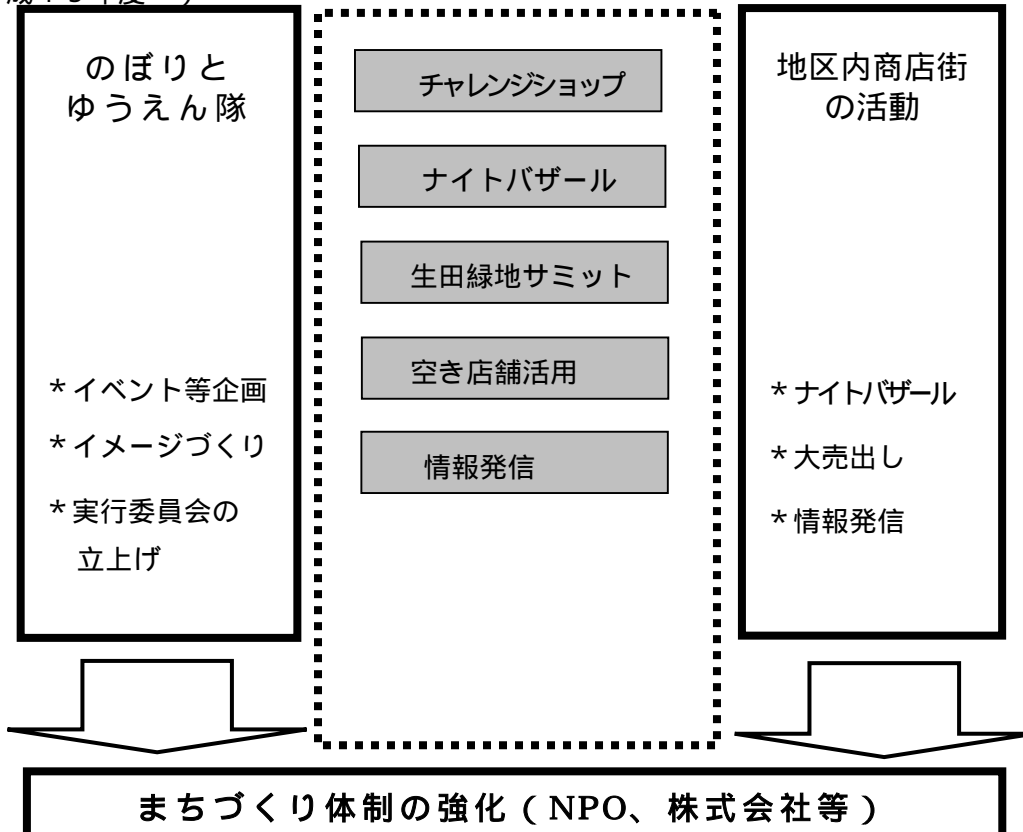 のぼりと
ゆうえん隊
*イベント等企画
*イメージづくり
*実行委員会の
立上げ
チャレンジショップ
ナイトバザール
生田緑地サミット
空き店舗活用
情報発信
地区内商店街
の活動
*ナイトバザール
*大売出し
*情報発信
まちづくり体制の強化（NPO、株式会社等）